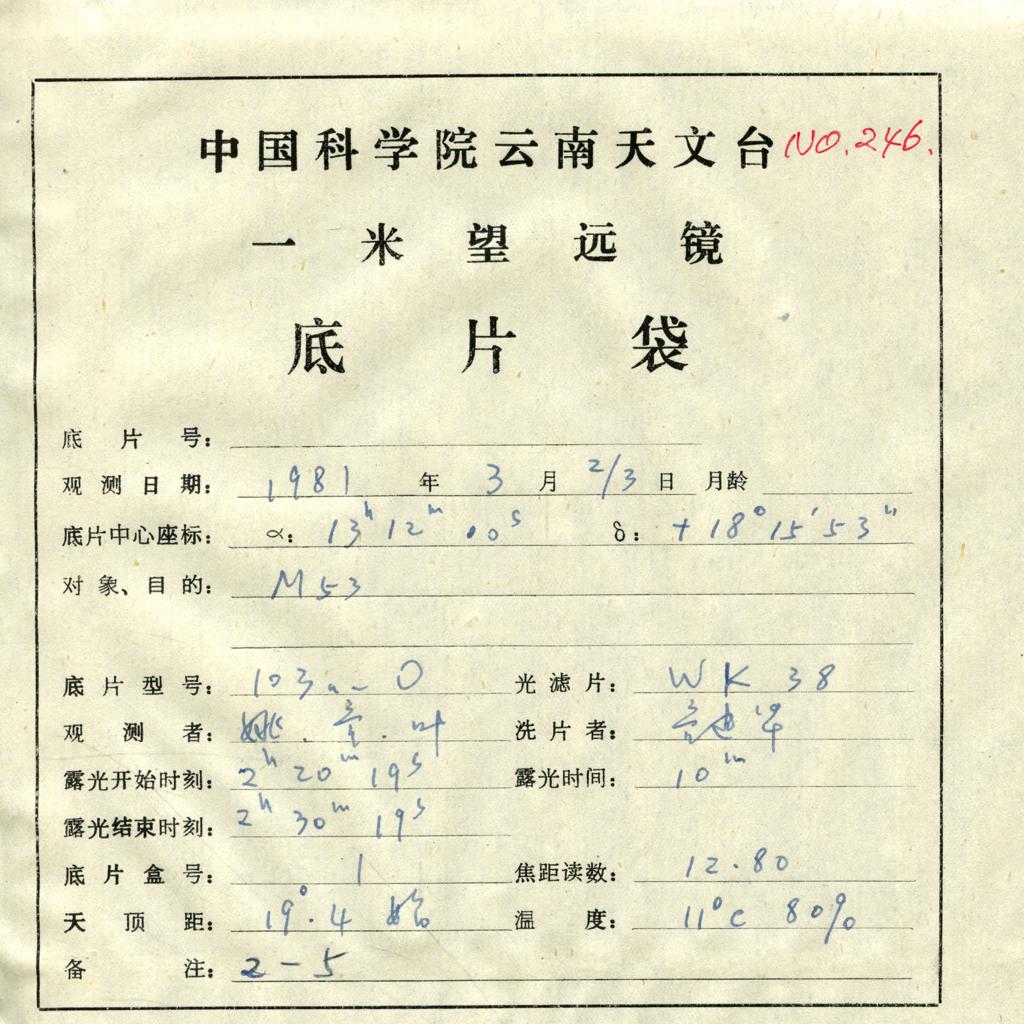 中国科学院云南天文台 NO.246.
一米望远镜
底片袋
底片号：
观测日期： 1981 年 3 月 2/3 日 月龄
底片中心座标： α： 13h 12m .0s δ： +18° 15′ 53″
对象、目的： M53
底片型号： 103a-O 光滤片： WK 38
观测者： 姚. 童. 叶 洗片者：
露光开始时刻： 2h 20m 19s 露光时间： 10m
露光结束时刻： 2h 30m 19s
底片盒号： 1 焦距读数： 12.80
天顶距： 19°.4 始 温度： 11°C 80%
备注： 2-5